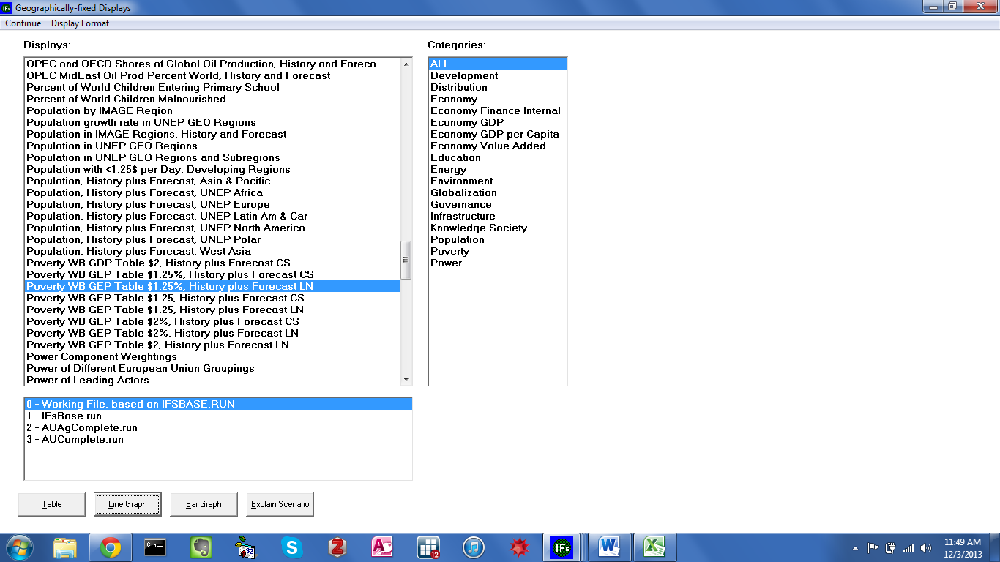 Geographically-fixed Displays
Continue Display Format
Displays:
OPEC and OECD Shares of Global Oil Production, History and Foreca
OPEC MidEast Oil Prod Percent World, History and Forecast
Percent of World Children Entering Primary School
Percent of World Children Malnourished
Population by IMAGE Region
Population growth rate in UNEP GEO Regions
Population in IMAGE Regions, History and Forecast
Population in UNEP GEO Regions
Population in UNEP GEO Regions and Subregions
Population with <1.25$ per Day, Developing Regions
Population, History plus Forecast, Asia & Pacific
Population, History plus Forecast, UNEP Africa
Population, History plus Forecast, UNEP Europe
Population, History plus Forecast, UNEP Latin Am & Car
Population, History plus Forecast, UNEP North America
Population, History plus Forecast, UNEP Polar
Population, History plus Forecast, West Asia
Poverty WB GDP Table $2, History plus Forecast CS
Poverty WB GEP Table $1.25%, History plus Forecast CS
Poverty WB GEP Table $1.25%, History plus Forecast LN
Poverty WB GEP Table $1.25, History plus Forecast CS
Poverty WB GEP Table $1.25, History plus Forecast LN
Poverty WB GEP Table $2%, History plus Forecast CS
Poverty WB GEP Table $2%, History plus Forecast LN
Poverty WB GEP Table $2, History plus Forecast LN
Power Component Weightings
Power of Different European Union Groupings
Power of Leading Actors
Categories:
ALL
Development
Distribution
Economy
Economy Finance Internal
Economy GDP
Economy GDP per Capita
Economy Value Added
Education
Energy
Environment
Globalization
Governance
Infrastructure
Knowledge Society
Population
Poverty
Power
0 - Working File, based on IFSBASE.RUN
1 - IFsBase.run
2 - AUAgComplete.run
3 - AUComplete.run
Table Line Graph Bar Graph Explain Scenario
C:\_
32
S
Z
A
12
IFs
W
X
11:49 AM
12/3/2013